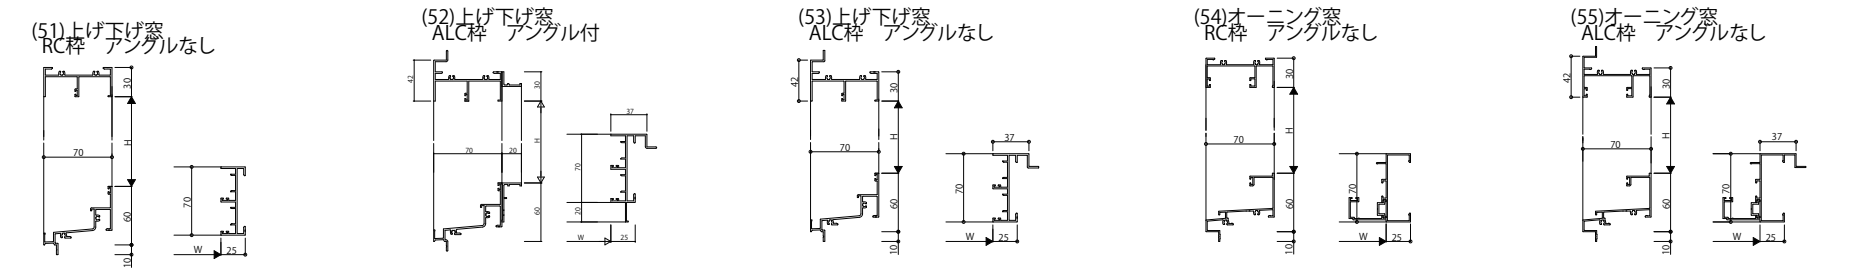 (51)上げ下げ窓
RC枠　アングルなし
30
H
70
60
10
70
W
25
(52)上げ下げ窓
ALC枠　アングル付
42
30
H
70
20
60
37
70
20
W
25
(53)上げ下げ窓
ALC枠　アングルなし
42
30
H
70
60
10
37
70
W
25
(54)オーニング窓
RC枠　アングルなし
30
H
70
60
10
70
W
25
(55)オーニング窓
ALC枠　アングルなし
42
30
H
70
60
10
37
70
W
25